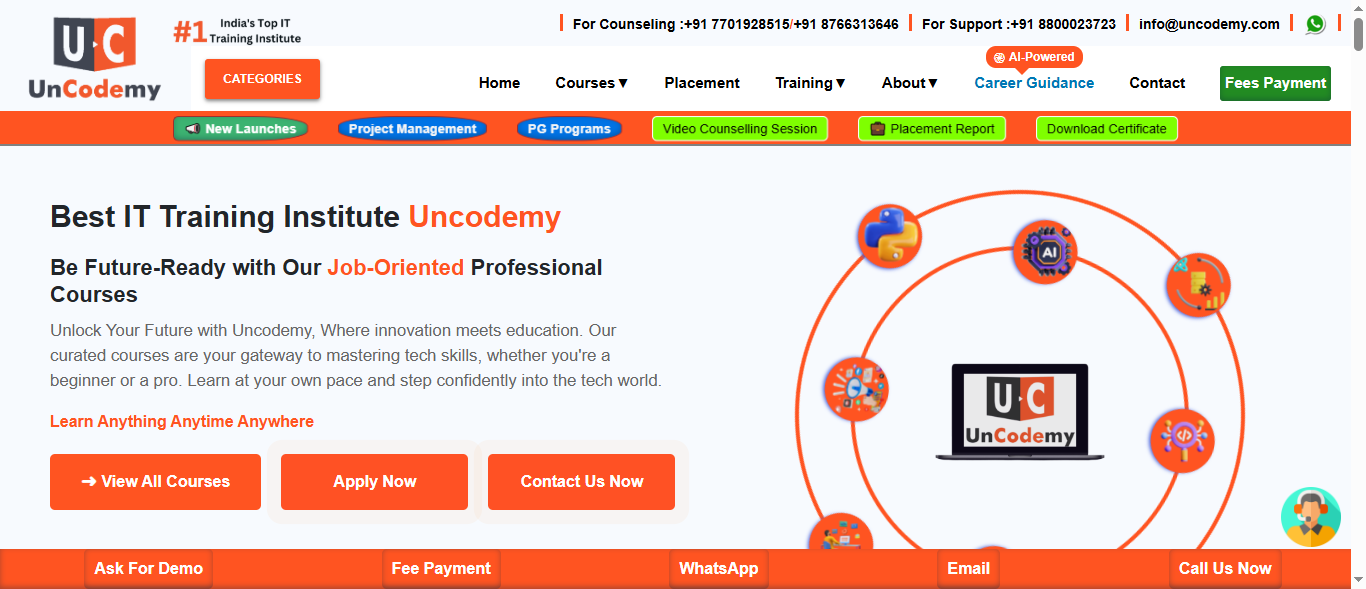 UC
UnCodemy
#1 India's Top IT
Training Institute
For Counseling :+91 7701928515/+91 8766313646
For Support :+91 8800023723
info@uncodemy.com
CATEGORIES
Home
Courses▼
Placement
Training▼
About▼
AI-Powered
Career Guidance
Contact
Fees Payment
New Launches
Project Management
PG Programs
Video Counselling Session
Placement Report
Download Certificate
Best IT Training Institute Uncodemy
Be Future-Ready with Our Job-Oriented Professional
Courses
Unlock Your Future with Uncodemy, Where innovation meets education. Our
curated courses are your gateway to mastering tech skills, whether you're a
beginner or a pro. Learn at your own pace and step confidently into the tech world.
Learn Anything Anytime Anywhere
➜ View All Courses
Apply Now
Contact Us Now
AI
UC
UnCodemy
Ask For Demo
Fee Payment
WhatsApp
Email
Call Us Now